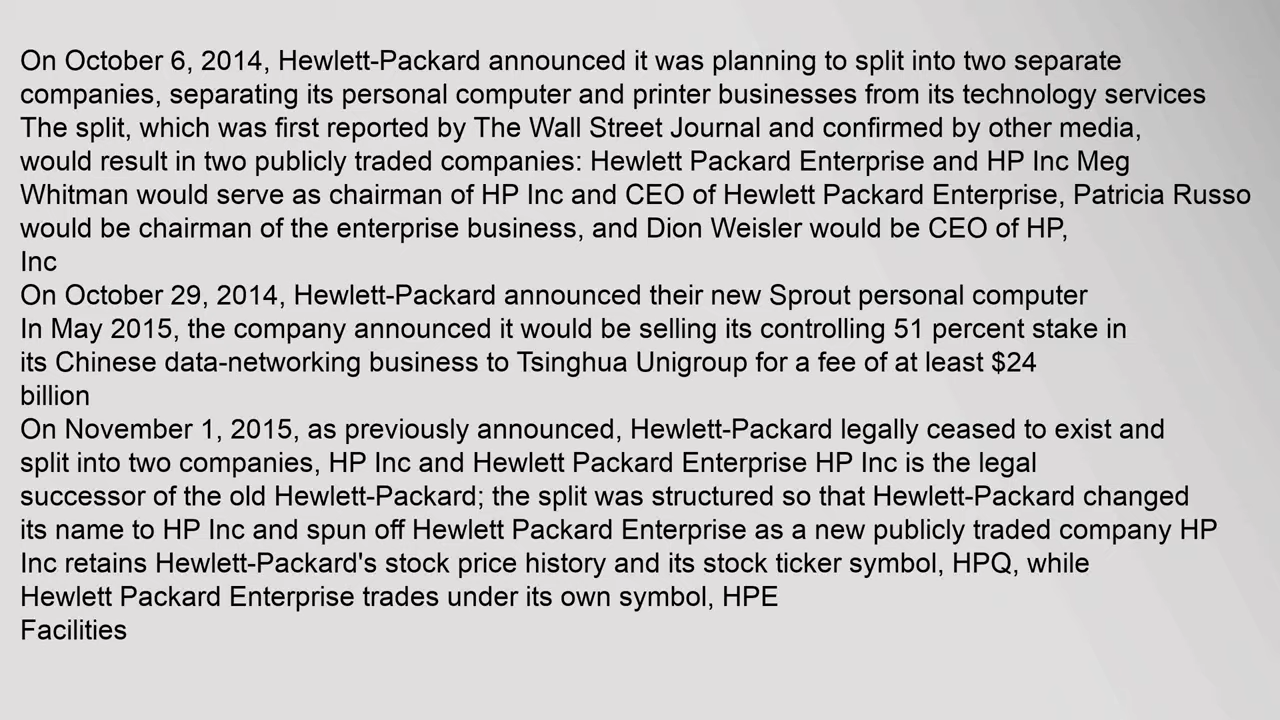 On October 6, 2014, Hewlett-Packard announced it was planning to split into two separate
companies, separating its personal computer and printer businesses from its technology services
The split, which was first reported by The Wall Street Journal and confirmed by other media,
would result in two publicly traded companies: Hewlett Packard Enterprise and HP Inc Meg
Whitman would serve as chairman of HP Inc and CEO of Hewlett Packard Enterprise, Patricia Russo
would be chairman of the enterprise business, and Dion Weisler would be CEO of HP,
Inc
On October 29, 2014, Hewlett-Packard announced their new Sprout personal computer
In May 2015, the company announced it would be selling its controlling 51 percent stake in
its Chinese data-networking business to Tsinghua Unigroup for a fee of at least $24
billion
On November 1, 2015, as previously announced, Hewlett-Packard legally ceased to exist and
split into two companies, HP Inc and Hewlett Packard Enterprise HP Inc is the legal
successor of the old Hewlett-Packard; the split was structured so that Hewlett-Packard changed
its name to HP Inc and spun off Hewlett Packard Enterprise as a new publicly traded company HP
Inc retains Hewlett-Packard's stock price history and its stock ticker symbol, HPQ, while
Hewlett Packard Enterprise trades under its own symbol, HPE
Facilities